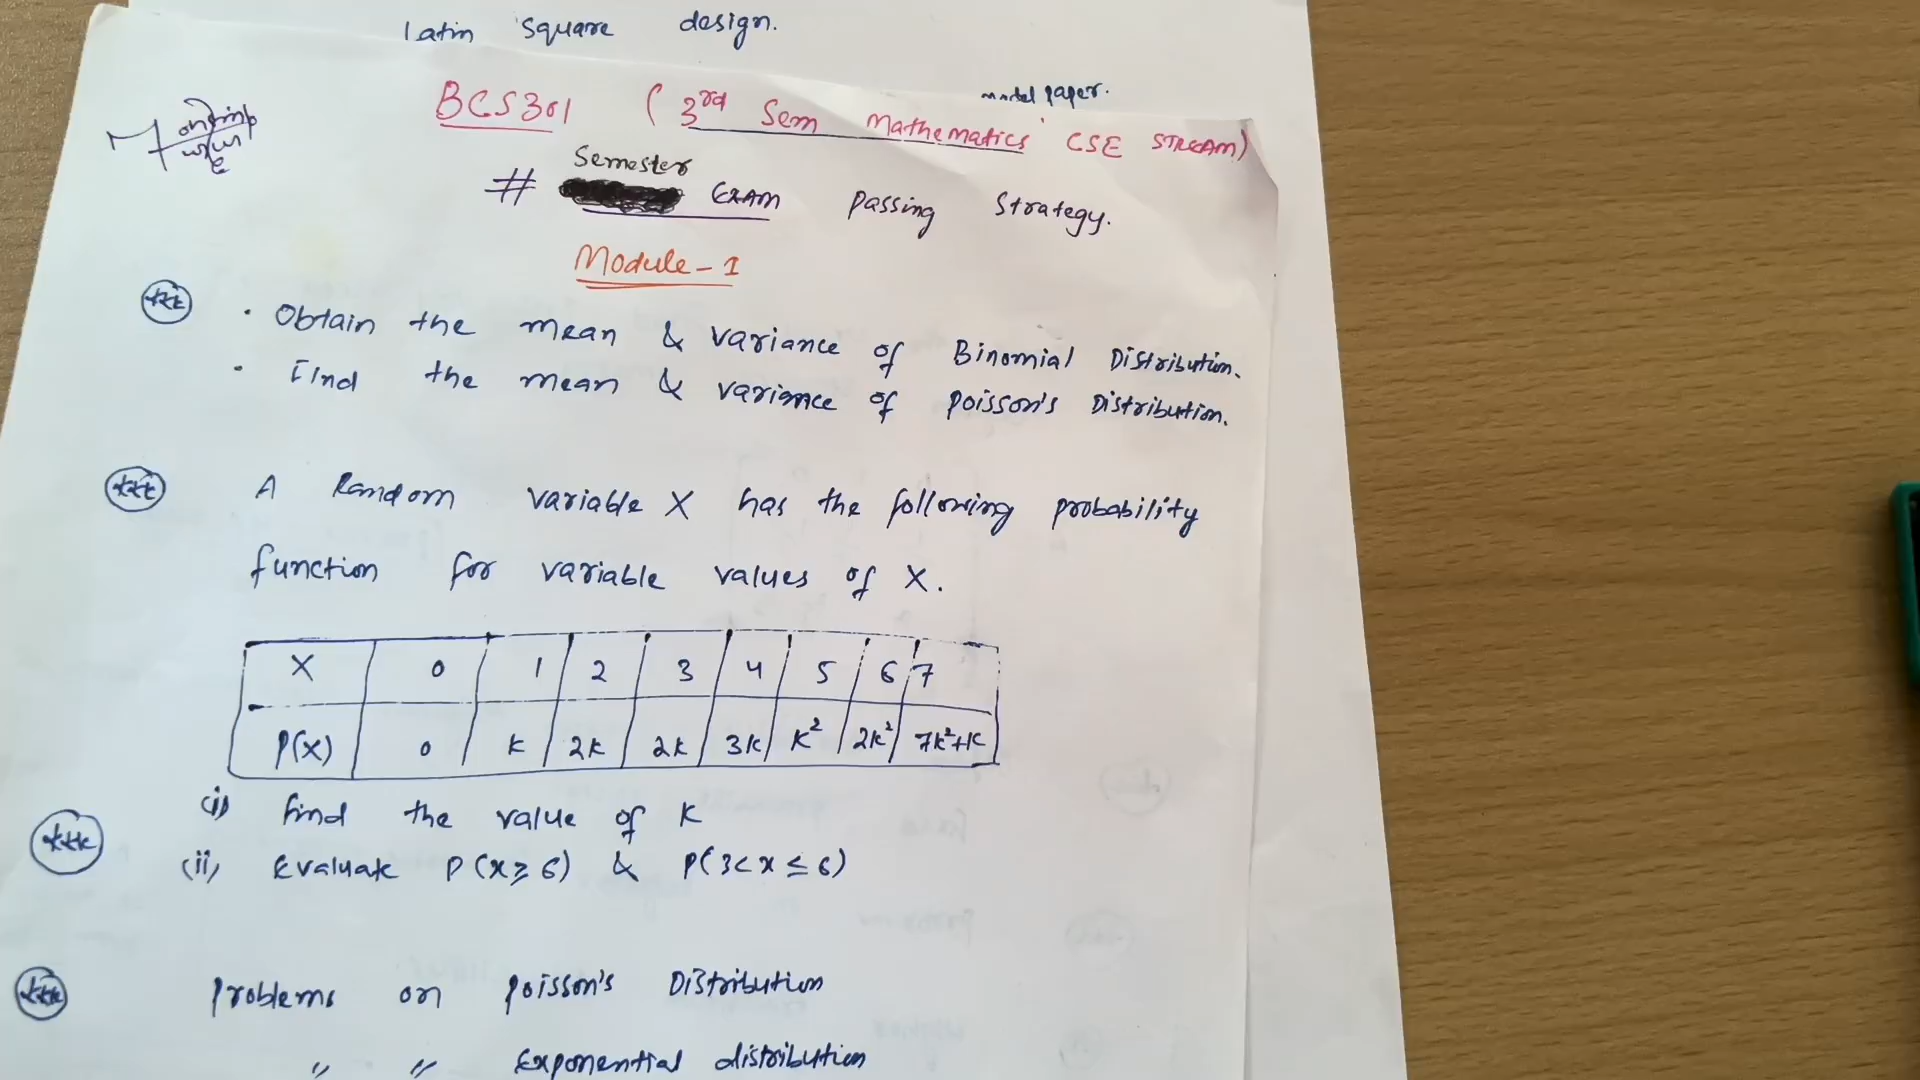 Latin Square design.
model paper.
BCS301 ( 3rd Sem Mathematics CSE STREAM)
Semester
# EXAM Passing Strategy.
Module-1
· Obtain the mean & variance of Binomial Distribution.
· Find the mean & variance of Poisson's Distribution.
*** A Random variable X has the following probability
function for variable values of X.
X 0 1 2 3 4 5 6 7
P(X) 0 K 2K 2K 3K K² 2K² 7K²+K
(i) find the value of K
***
(ii) Evaluate P(x≥6) & P(3<x≤6)
*** Problems on Poisson's Distribution
" " Exponential distribution